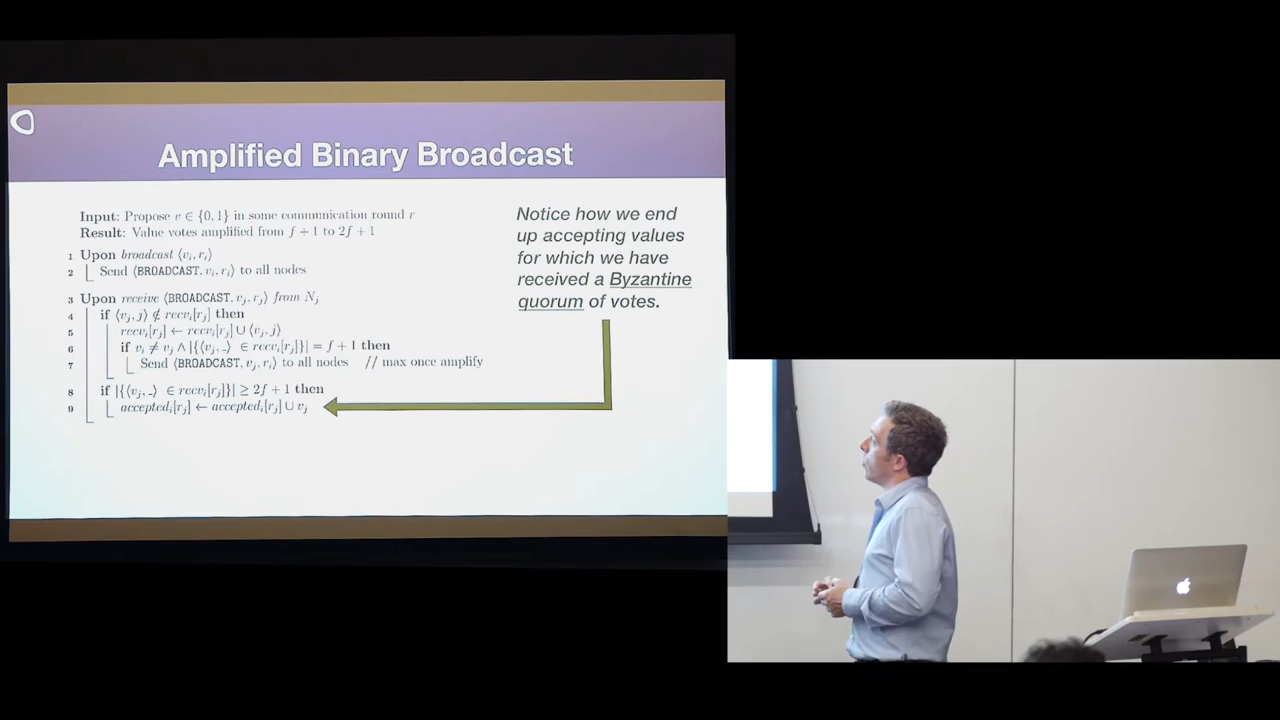 Amplified Binary Broadcast
Input: Propose v ∈ {0, 1} in some communication round r
Result: Value votes amplified from f + 1 to 2f + 1
1 Upon broadcast ⟨vᵢ, rᵢ⟩
2 Send ⟨BROADCAST, vᵢ, rᵢ⟩ to all nodes
3 Upon receive ⟨BROADCAST, vⱼ, rⱼ⟩ from Nⱼ
4 if ⟨vⱼ, j⟩ ∉ recvᵢ[rⱼ] then
5 recvᵢ[rⱼ] ← recvᵢ[rⱼ] ∪ ⟨vⱼ, j⟩
6 if vᵢ ≠ vⱼ ∧ |{⟨vⱼ, _⟩ ∈ recvᵢ[rⱼ]}| = f + 1 then
7 Send ⟨BROADCAST, vⱼ, rᵢ⟩ to all nodes // max once amplify
8 if |{⟨vⱼ, _⟩ ∈ recvᵢ[rⱼ]}| ≥ 2f + 1 then
9 acceptedᵢ[rⱼ] ← acceptedᵢ[rⱼ] ∪ vⱼ
Notice how we end
up accepting values
for which we have
received a Byzantine
quorum of votes.